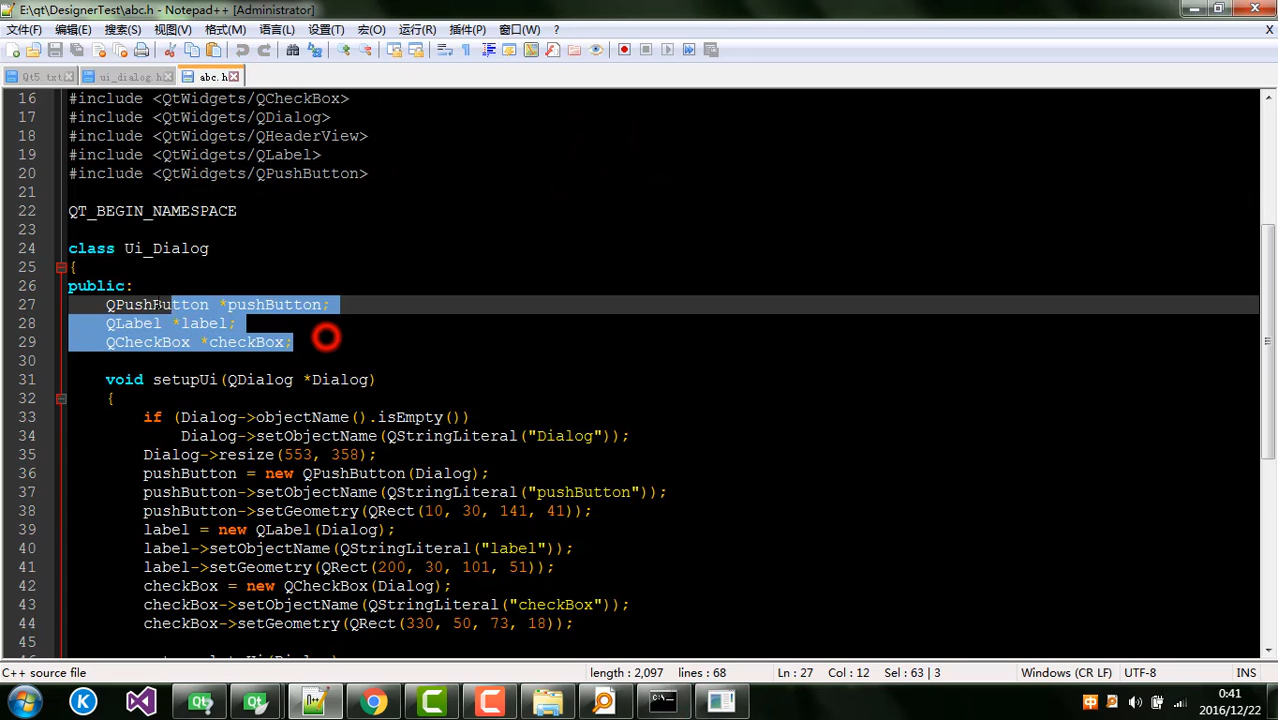 E:\qt\DesignerTest\abc.h - Notepad++ [Administrator]
文件(F) 编辑(E) 搜索(S) 视图(V) 格式(M) 语言(L) 设置(T) 宏(O) 运行(R) 插件(P) 窗口(W) ? X
Qt5 txt ui_dialog.h abc.h
16 #include <QtWidgets/QCheckBox>
17 #include <QtWidgets/QDialog>
18 #include <QtWidgets/QHeaderView>
19 #include <QtWidgets/QLabel>
20 #include <QtWidgets/QPushButton>
21
22 QT_BEGIN_NAMESPACE
23
24 class Ui_Dialog
25 {
26 public:
27 QPushButton *pushButton;
28 QLabel *label;
29 QCheckBox *checkBox;
30
31 void setupUi(QDialog *Dialog)
32 {
33 if (Dialog->objectName().isEmpty())
34 Dialog->setObjectName(QStringLiteral("Dialog"));
35 Dialog->resize(553, 358);
36 pushButton = new QPushButton(Dialog);
37 pushButton->setObjectName(QStringLiteral("pushButton"));
38 pushButton->setGeometry(QRect(10, 30, 141, 41));
39 label = new QLabel(Dialog);
40 label->setObjectName(QStringLiteral("label"));
41 label->setGeometry(QRect(200, 30, 101, 51));
42 checkBox = new QCheckBox(Dialog);
43 checkBox->setObjectName(QStringLiteral("checkBox"));
44 checkBox->setGeometry(QRect(330, 50, 73, 18));
45
C++ source file length : 2,097 lines : 68 Ln : 27 Col : 12 Sel : 63 | 3 Windows (CR LF) UTF-8 INS
0:41
2016/12/22